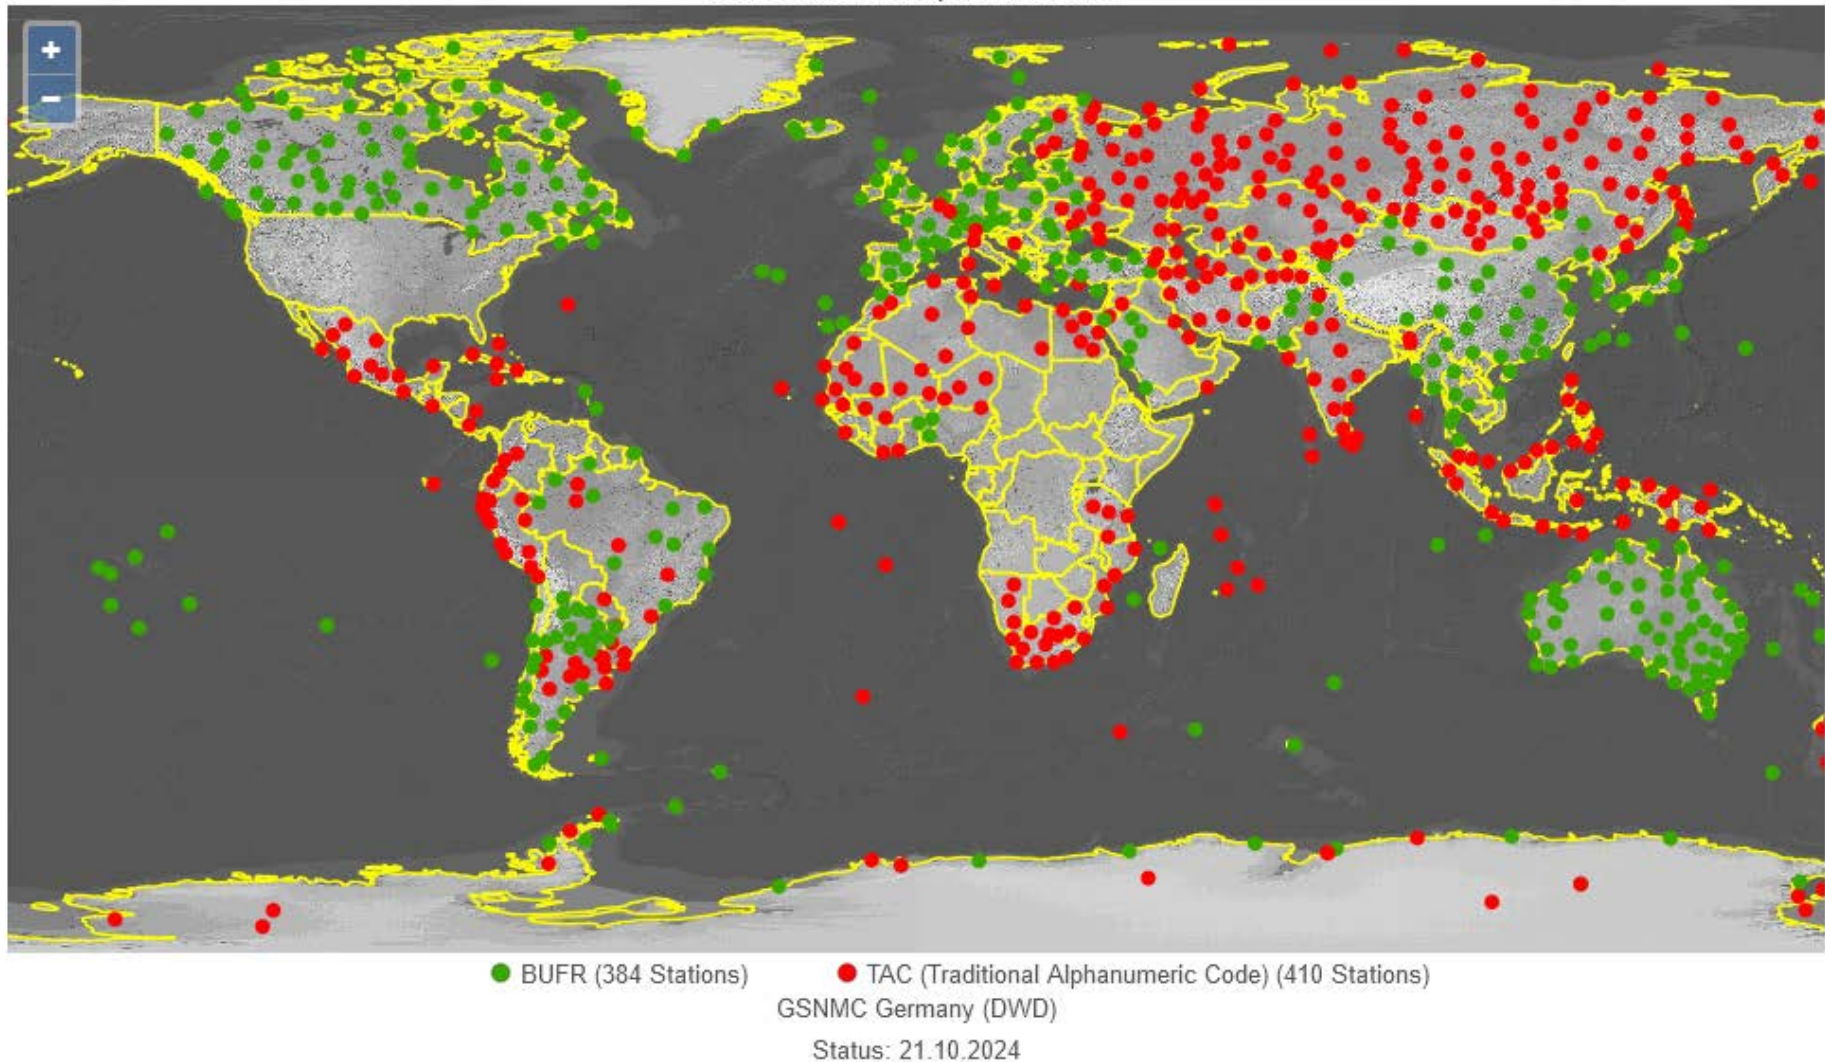 +
−
BUFR (384 Stations) TAC (Traditional Alphanumeric Code) (410 Stations)
GSNMC Germany (DWD)
Status: 21.10.2024